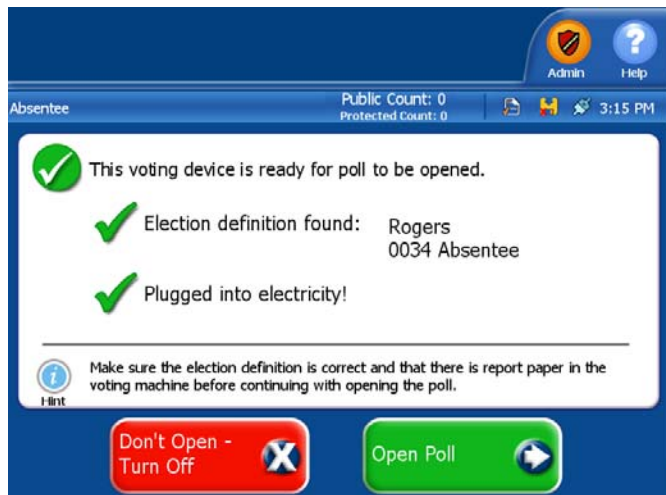 Admin
Help
Absentee
Public Count: 0
Protected Count: 0
3:15 PM
This voting device is ready for poll to be opened.
Election definition found:
Rogers
0034 Absentee
Plugged into electricity!
Hint
Make sure the election definition is correct and that there is report paper in the
voting machine before continuing with opening the poll.
Don't Open -
Turn Off
Open Poll